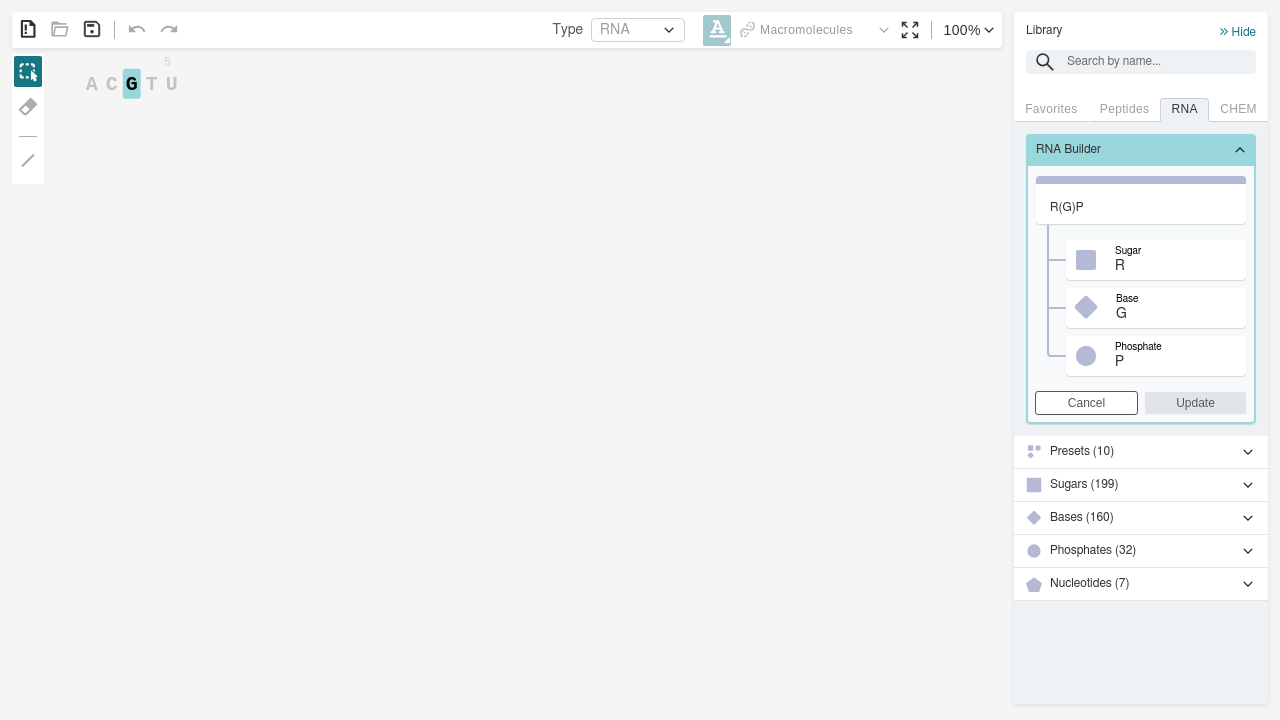 Type RNA Macromolecules 100%
5
A C G T U
Library
Hide
Search by name...
Favorites Peptides RNA CHEM
RNA Builder
R(G)P
Sugar
R
Base
G
Phosphate
P
Cancel Update
Presets (10)
Sugars (199)
Bases (160)
Phosphates (32)
Nucleotides (7)